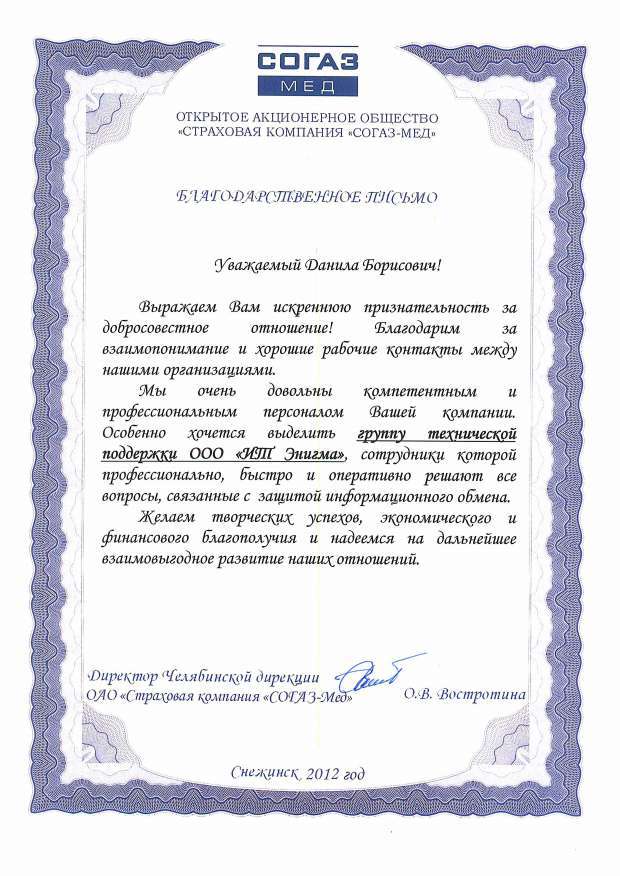 СОГАЗ
МЕД
ОТКРЫТОЕ АКЦИОНЕРНОЕ ОБЩЕСТВО
«СТРАХОВАЯ КОМПАНИЯ «СОГАЗ-МЕД»
БЛАГОДАРСТВЕННОЕ ПИСЬМО
Уважаемый Данила Борисович!
Выражаем Вам искреннюю признательность за
добросовестное отношение! Благодарим за
взаимопонимание и хорошие рабочие контакты между
нашими организациями.
Мы очень довольны компетентным и
профессиональным персоналом Вашей компании.
Особенно хочется выделить группу технической
поддержки ООО «ИТ Энигма», сотрудники которой
профессионально, быстро и оперативно решают все
вопросы, связанные с защитой информационного обмена.
Желаем творческих успехов, экономического и
финансового благополучия и надеемся на дальнейшее
взаимовыгодное развитие наших отношений.
Директор Челябинской дирекции
ОАО «Страховая компания «СОГАЗ-Мед» О.В. Востротина
Снежинск, 2012 год